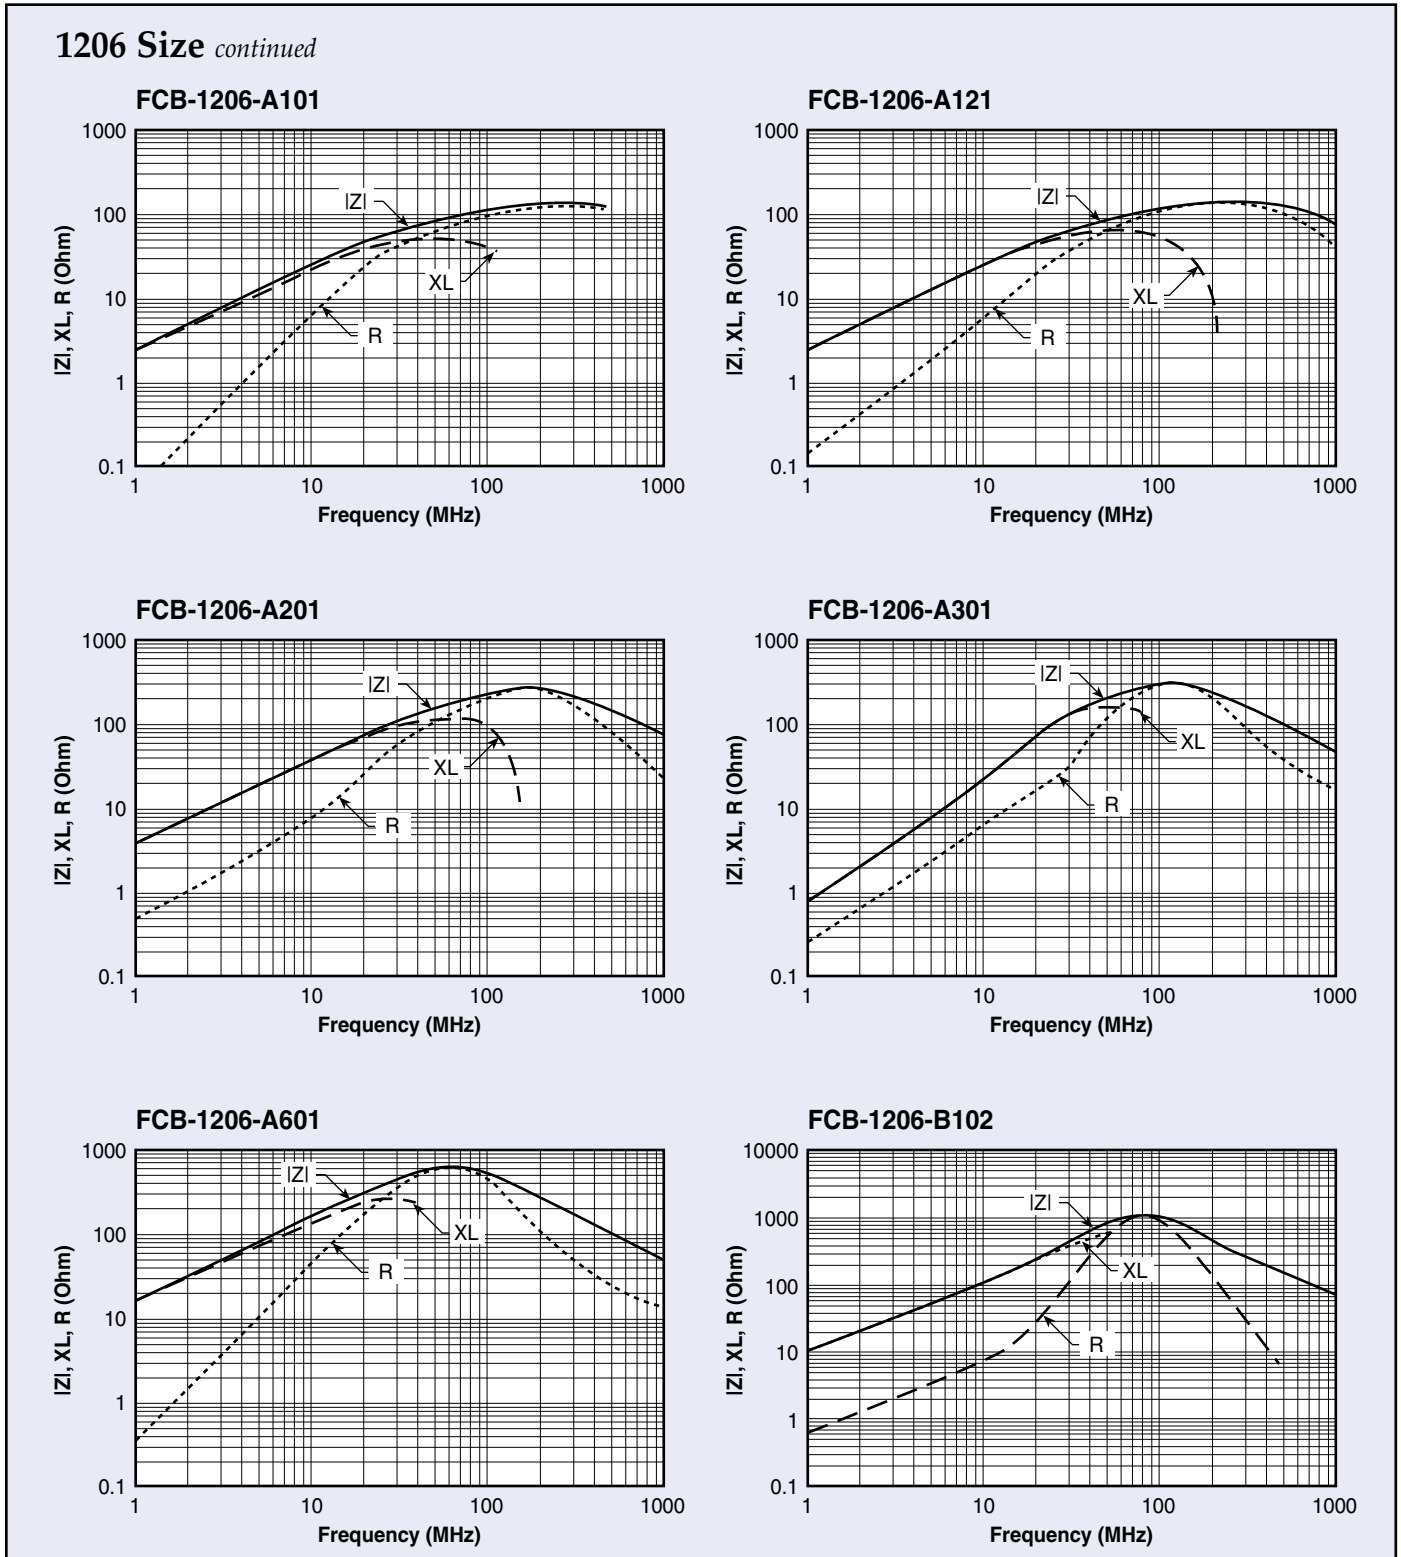 1206 Size continued
FCB-1206-A101
1000
100
10
1
0.1
|Z|, XL, R (Ohm)
|Z|
XL
R
1 10 100 1000
Frequency (MHz)
FCB-1206-A121
1000
100
10
1
0.1
|Z|, XL, R (Ohm)
|Z|
XL
R
1 10 100 1000
Frequency (MHz)
FCB-1206-A201
1000
100
10
1
0.1
|Z|, XL, R (Ohm)
|Z|
XL
R
1 10 100 1000
Frequency (MHz)
FCB-1206-A301
1000
100
10
1
0.1
|Z|, XL, R (Ohm)
|Z|
XL
R
1 10 100 1000
Frequency (MHz)
FCB-1206-A601
1000
100
10
1
0.1
|Z|, XL, R (Ohm)
|Z|
XL
R
1 10 100 1000
Frequency (MHz)
FCB-1206-B102
10000
1000
100
10
1
0.1
|Z|, XL, R (Ohm)
|Z|
XL
R
1 10 100 1000
Frequency (MHz)